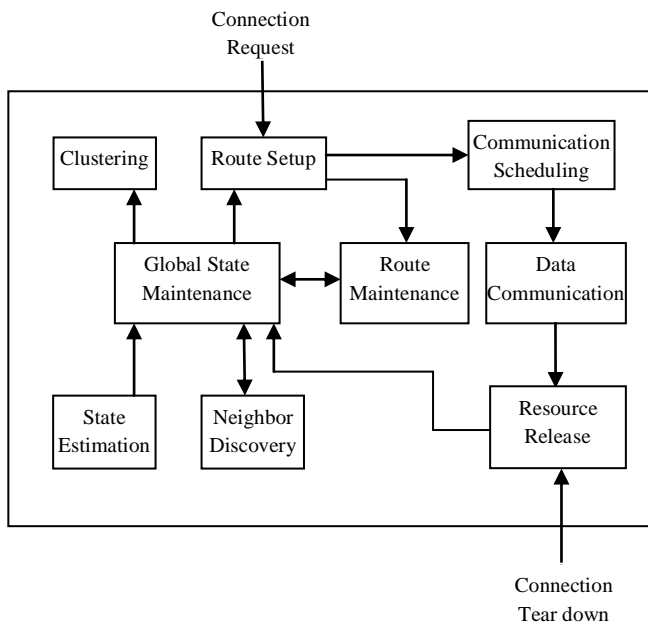 Connection
Request
Clustering
Route Setup
Communication
Scheduling
Global State
Maintenance
Route
Maintenance
Data
Communication
State
Estimation
Neighbor
Discovery
Resource
Release
Connection
Tear down